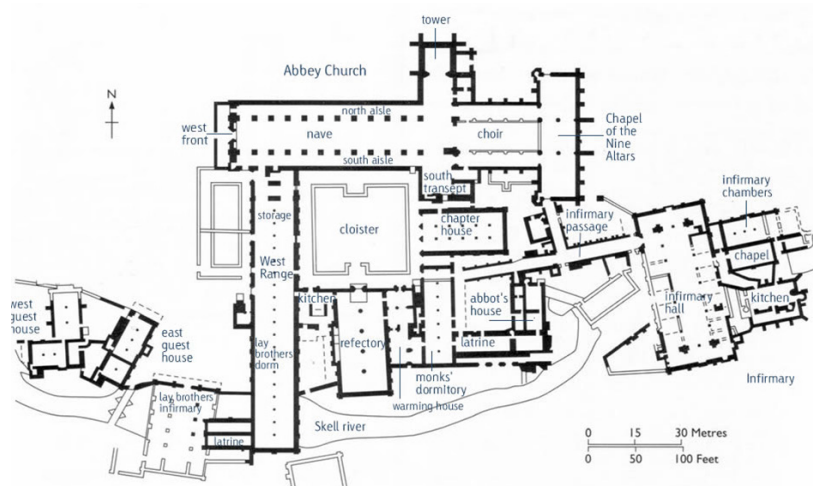 tower
Abbey Church
N
north aisle
west
front
nave
choir
Chapel
of the
Nine
Altars
south aisle
south
transept
infirmary
chambers
storage
cloister
chapter
house
infirmary
passage
chapel
West
Range
kitchen
abbot's
house
infirmary
hall
kitchen
west
guest
house
east
guest
house
lay
brothers
dorm
refectory
latrine
monks'
dormitory
warming house
Infirmary
lay brothers
infirmary
Skell river
latrine
0 15 30 Metres
0 50 100 Feet